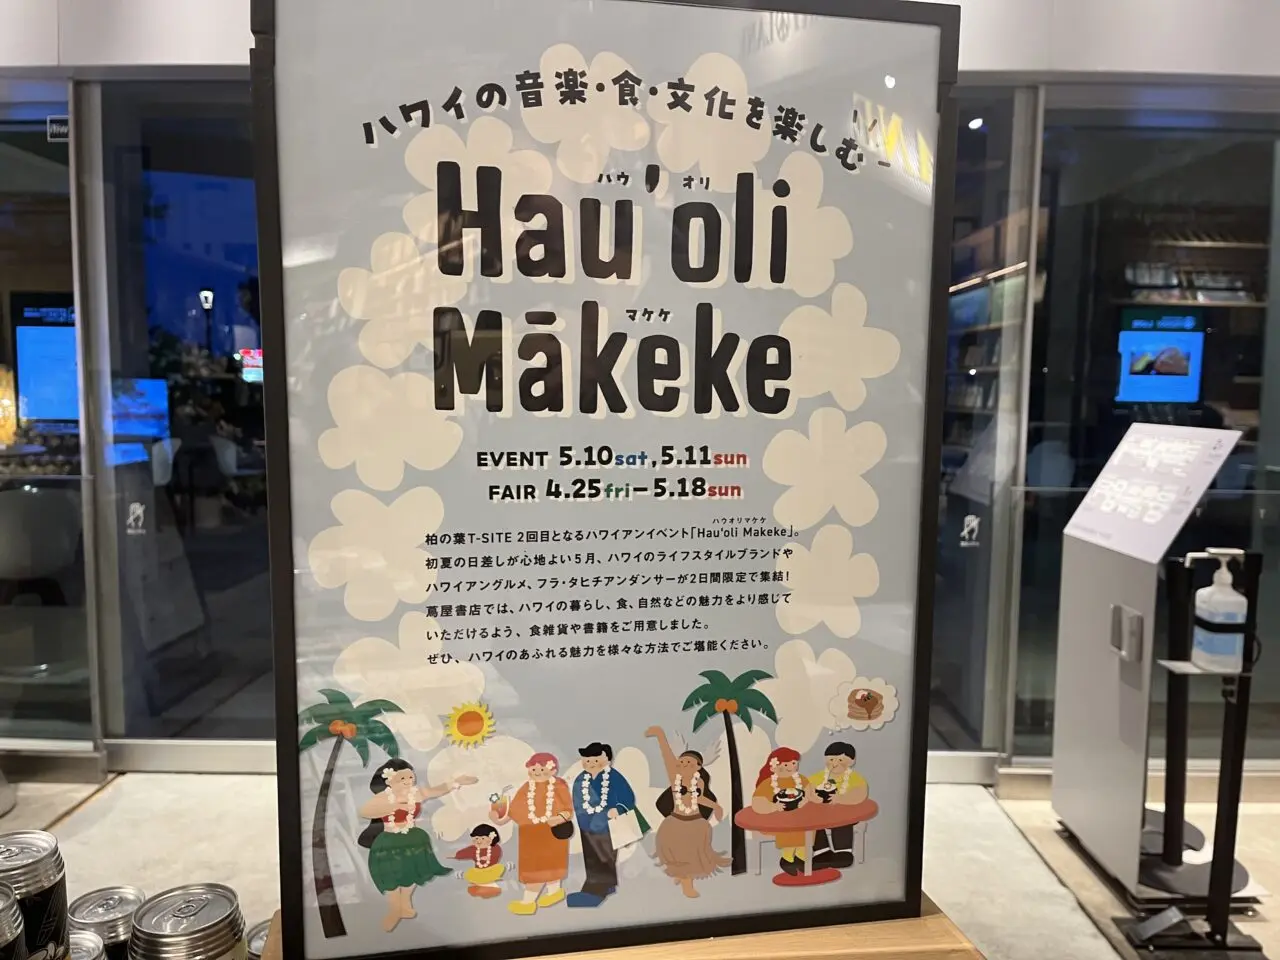 ハワイの音楽・食・文化を楽しむ
ハウ オリ
Hau'oli
マケケ
Mākeke
EVENT 5.10sat,5.11sun
FAIR 4.25fri–5.18sun
ハウオリマケケ
柏の葉T-SITE 2回目となるハワイアンイベント「Hau'oli Makeke」。
初夏の日差しが心地よい5月、ハワイのライフスタイルブランドや
ハワイアングルメ、フラ・タヒチアンダンサーが2日間限定で集結!
蔦屋書店では、ハワイの暮らし、食、自然などの魅力をより感じて
いただけるよう、食雑貨や書籍をご用意しました。
ぜひ、ハワイのあふれる魅力を様々な方法でご堪能ください。